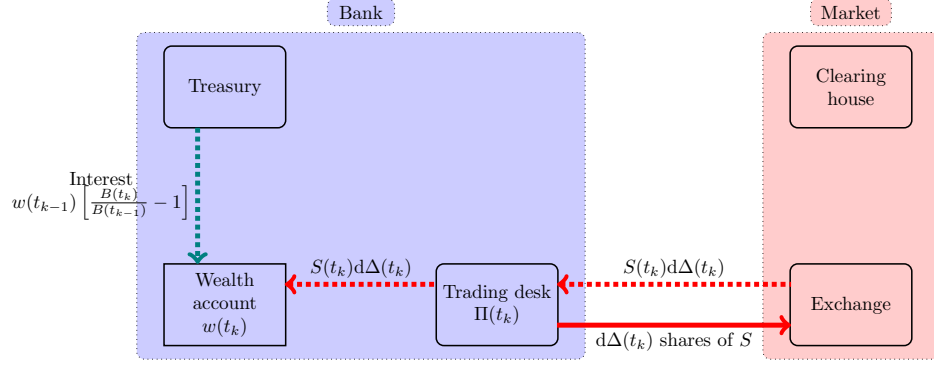 Bank
Market
Treasury
Clearing
house
Interest
w(t_{k−1}) [B(t_k)/B(t_{k−1}) − 1]
S(t_k)dΔ(t_k)
S(t_k)dΔ(t_k)
Wealth
account
w(t_k)
Trading desk
Π(t_k)
Exchange
dΔ(t_k) shares of S